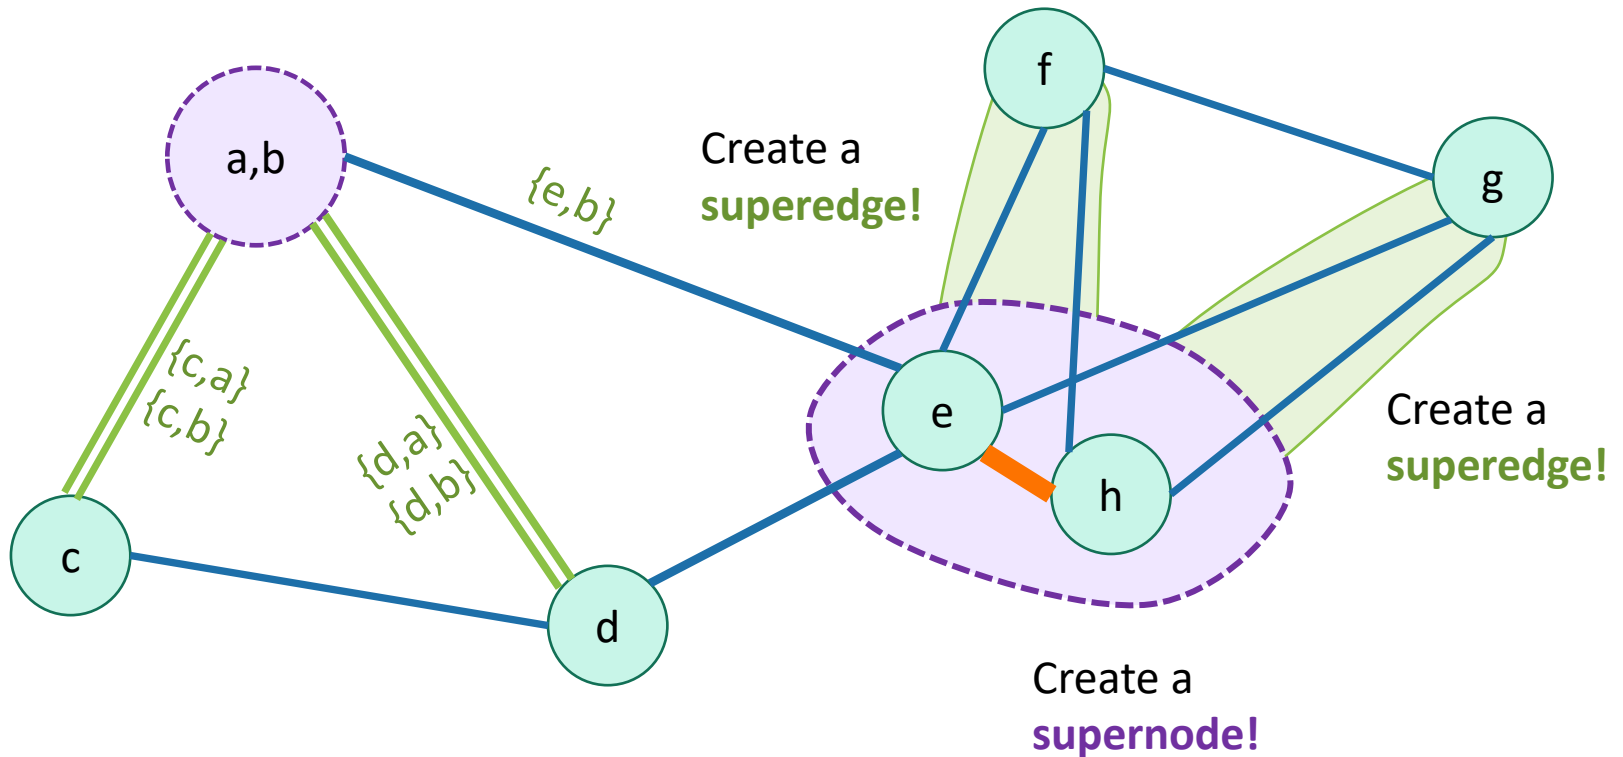 f
a,b
Create a
superedge!
{e,b}
g
{c,a}
{c,b}
{d,a}
{d,b}
e
h
Create a
superedge!
c
d
Create a
supernode!